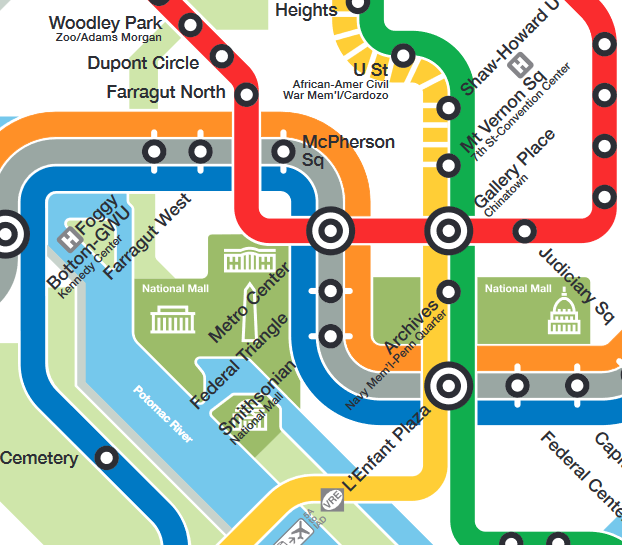 Heights
Woodley Park
Zoo/Adams Morgan
Dupont Circle
Farragut North
U St
African-Amer Civil
War Mem'l/Cardozo
Shaw-Howard U
H
Mt Vernon Sq
7th St-Convention Center
McPherson
Sq
Gallery Place
Chinatown
H
Foggy
Bottom-GWU
Kennedy Center
Farragut West
Judiciary Sq
National Mall
National Mall
Metro Center
Federal Triangle
Smithsonian
National Mall
Archives
Navy Mem'l-Penn Quarter
Potomac River
L'Enfant Plaza
VRE
Cemetery
Federal Cente
Capi